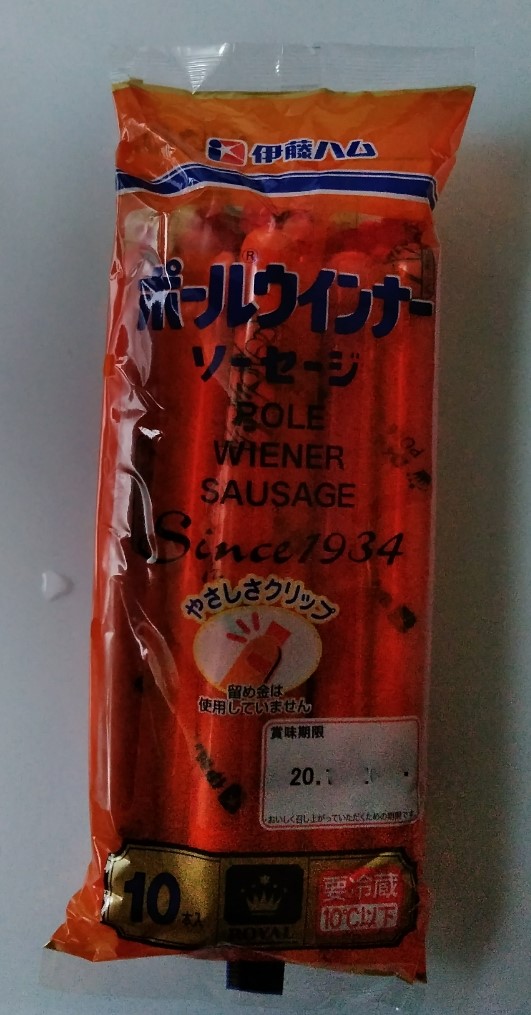 伊藤ハム
ポールウインナー®
ソーセージ
POLE
WIENER
SAUSAGE
Since 1934
やさしさクリップ
留め金は
使用していません
賞味期限
20.
おいしく召し上がっていただくための期限です
10本入
ROYAL
要冷蔵
10℃以下